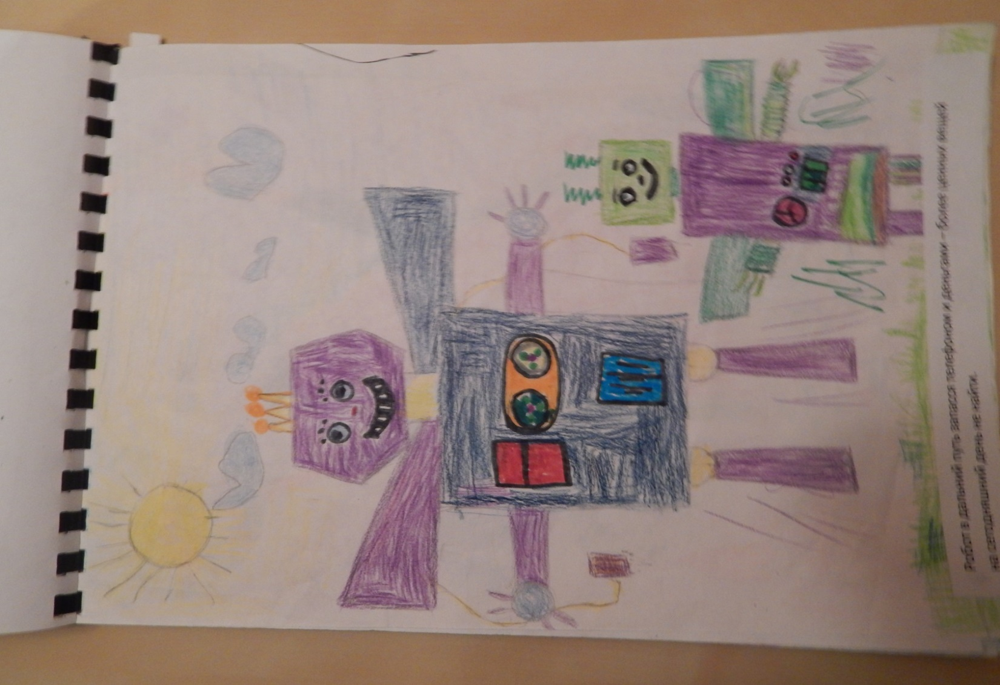 Робот в дальний путь запасся телефоном и деньгами – более ценных вещей
на сегодняшний день не найти.